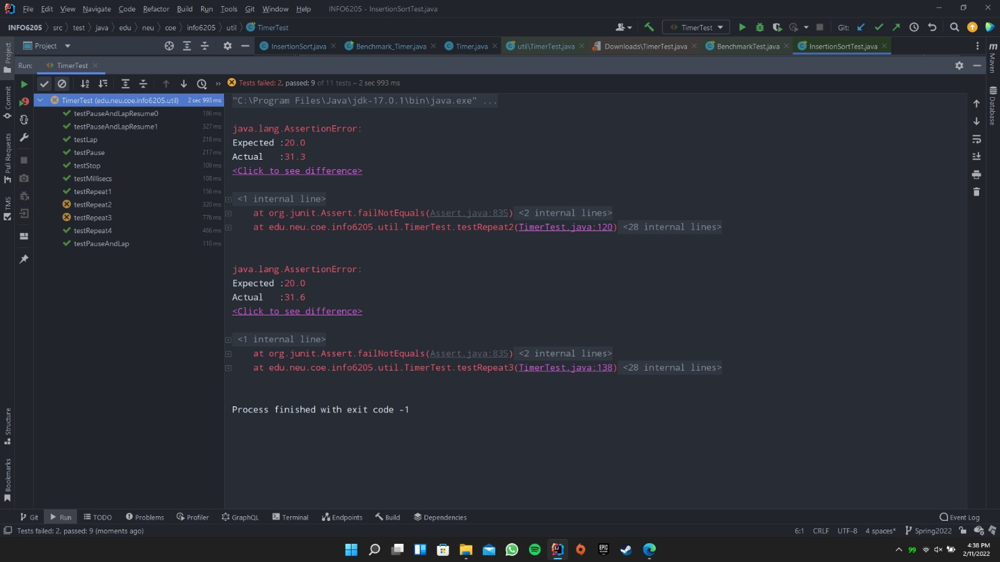 File Edit View Navigate Code Refactor Build Run Tools Git Window Help INFO6205 - InsertionSortTest.java
INFO6205 src test java edu neu coe info6205 util TimerTest TimerTest Git:
Project InsertionSort.java Benchmark_Timer.java Timer.java util\TimerTest.java Downloads\TimerTest.java BenchmarkTest.java InsertionSortTest.java
Run: TimerTest
Tests failed: 2, passed: 9 of 11 tests – 2 sec 993 ms
TimerTest (edu.neu.coe.info6205.util) 2 sec 993 ms
testPauseAndLapResume0 186 ms
testPauseAndLapResume1 327 ms
testLap 218 ms
testPause 217 ms
testStop 109 ms
testMillisecs 108 ms
testRepeat1 156 ms
testRepeat2 320 ms
testRepeat3 776 ms
testRepeat4 466 ms
testPauseAndLap 110 ms
"C:\Program Files\Java\jdk-17.0.1\bin\java.exe" ...
java.lang.AssertionError:
Expected :20.0
Actual :31.3
<Click to see difference>
<1 internal line>
at org.junit.Assert.failNotEquals(Assert.java:835) <2 internal lines>
at edu.neu.coe.info6205.util.TimerTest.testRepeat2(TimerTest.java:120) <28 internal lines>
java.lang.AssertionError:
Expected :20.0
Actual :31.6
<Click to see difference>
<1 internal line>
at org.junit.Assert.failNotEquals(Assert.java:835) <2 internal lines>
at edu.neu.coe.info6205.util.TimerTest.testRepeat3(TimerTest.java:138) <28 internal lines>
Process finished with exit code -1
Project
Commit
Pull Requests
TMS
Structure
Bookmarks
Maven
Database
Git Run TODO Problems Profiler GraphQL Terminal Endpoints Build Dependencies Event Log
Tests failed: 2, passed: 9 (moments ago) 6:1 CRLF UTF-8 4 spaces* Spring2022
EPIC
99
4:38 PM
2/11/2022